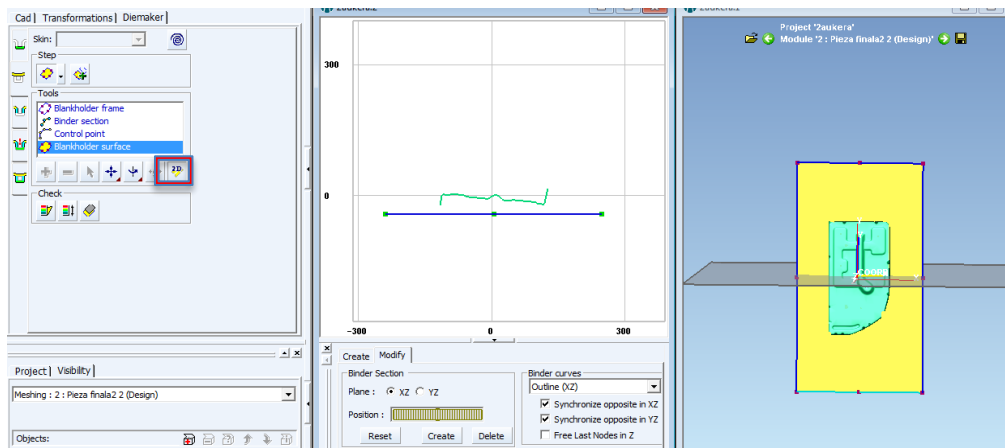 Cad Transformations Diemaker
Skin:
Step
Tools
Blankholder frame
Binder section
Control point
Blankholder surface
2D
Check
Project Visibility
Meshing : 2 : Pieza finala2 2 (Design)
Objects:
2aukera:2
300
0
-300 0 300
Create Modify
Binder Section
Plane : XZ YZ
Position :
Reset Create Delete
Binder curves
Outline (XZ)
Synchronize opposite in XZ
Synchronize opposite in YZ
Free Last Nodes in Z
Project '2aukera'
Module '2 : Pieza finala2 2 (Design)'